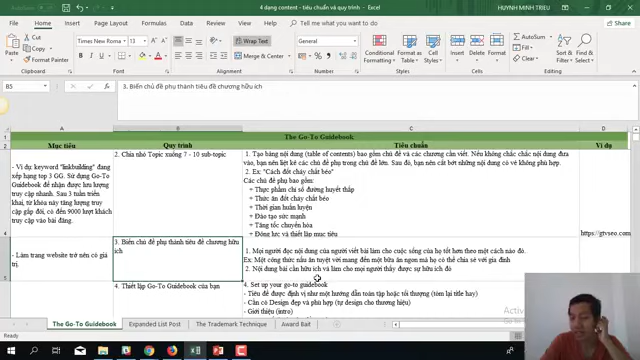 4 dang content - tiêu chuẩn và quy trình - Excel
HUYNH MINH TRIEU
File Home Insert Page Layout Formulas Data Review View Help Tell me what you want to do
Paste
Cut
Copy
Format Painter
Clipboard
Times New Roma 13
Font
Wrap Text
Merge & Center
Alignment
General
Number
Conditional Formatting
Format as Table
Cell Styles
Styles
Insert Delete Format
Cells
AutoSum
Fill
Clear
Sort & Filter
Find & Select
Editing
B5
3. Biến chủ đề phụ thành tiêu đề chương hữu ích
A B C D
The Go-To Guidebook
Mục tiêu Quy trình Tiêu chuẩn Ví dụ
- Ví dụ: keyword "linkbuilding" đang
xếp hạng top 3 GG. Sử dụng Go-To
Guidebook để nhận được lưu lượng
truy cập nhanh. Sau 3 tuần triển
khai, từ khóa này tăng lượng truy cập
gấp đôi, có đến 9000 lượt
truy cập vào bài
2. Chia nhỏ Topic xuống 7 - 10 sub-topic
1. Tạo bảng nội dung (table of contents) bao gồm chủ đề và các chương cần viết. Nếu không chắc chắc nội dung đưa
vào, bạn nên liệt kê các chủ đề phụ trong chủ đề lớn. Sau đó, bạn nên cắt bớt những nội dung có vẻ không phù hợp.
2. Ex: "Cách đốt cháy chất béo"
Các chủ đề phụ bao gồm:
+ Thực phẩm chỉ số đường huyết thấp
+ Thức ăn đốt cháy chất béo
+ Thời gian huấn luyện
+ Đào tạo sức mạnh
+ Tăng tốc chuyển hóa
+ Động lực và thiết lập mục tiêu
https://gtvseo.com
- Làm trang website trở nên có giá
trị.
3. Biến chủ đề phụ thành tiêu đề chương hữu
ích
1. Mọi người đọc nội dung của người viết bài làm cho cuộc sống của họ tốt hơn theo một cách nào đó.
Ex: Một công thức nấu ăn tuyệt vời mang đến một bữa ăn ngon mà họ có thể chia sẻ với gia đình
2. Nội dung bài cần hữu ích và làm cho mọi người thấy được sự hữu ích đó
4. Thiết lập Go-To Guidebook của bạn
4. Set up your go-to guidebook
- Tiêu đề được định vị như một hướng dẫn toàn tập hoặc tối thượng (tóm lại title hay)
- Cần có Design đẹp và phù hợp (tự design cho thương hiệu)
- Giới thiệu (intro)
The Go-To Guidebook Expanded List Post The Trademark Technique Award Bait